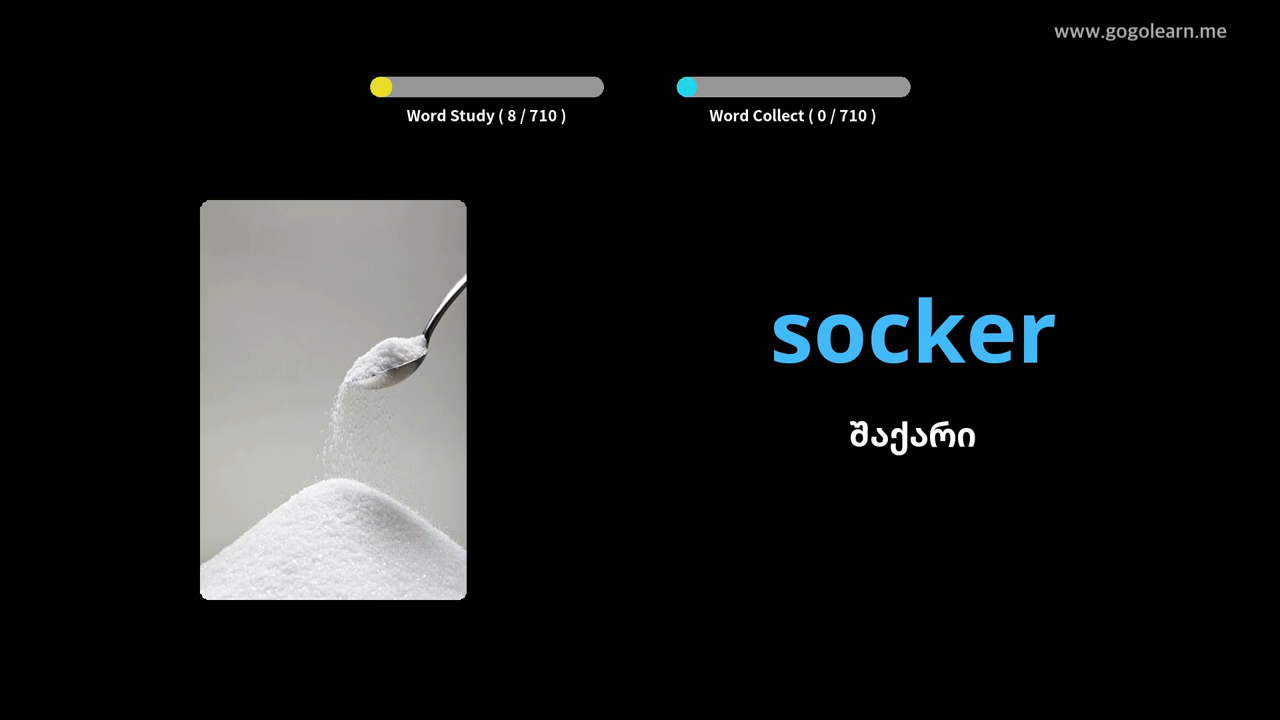 www.gogolearn.me
Word Study ( 8 / 710 )
Word Collect ( 0 / 710 )
socker
შაქარი